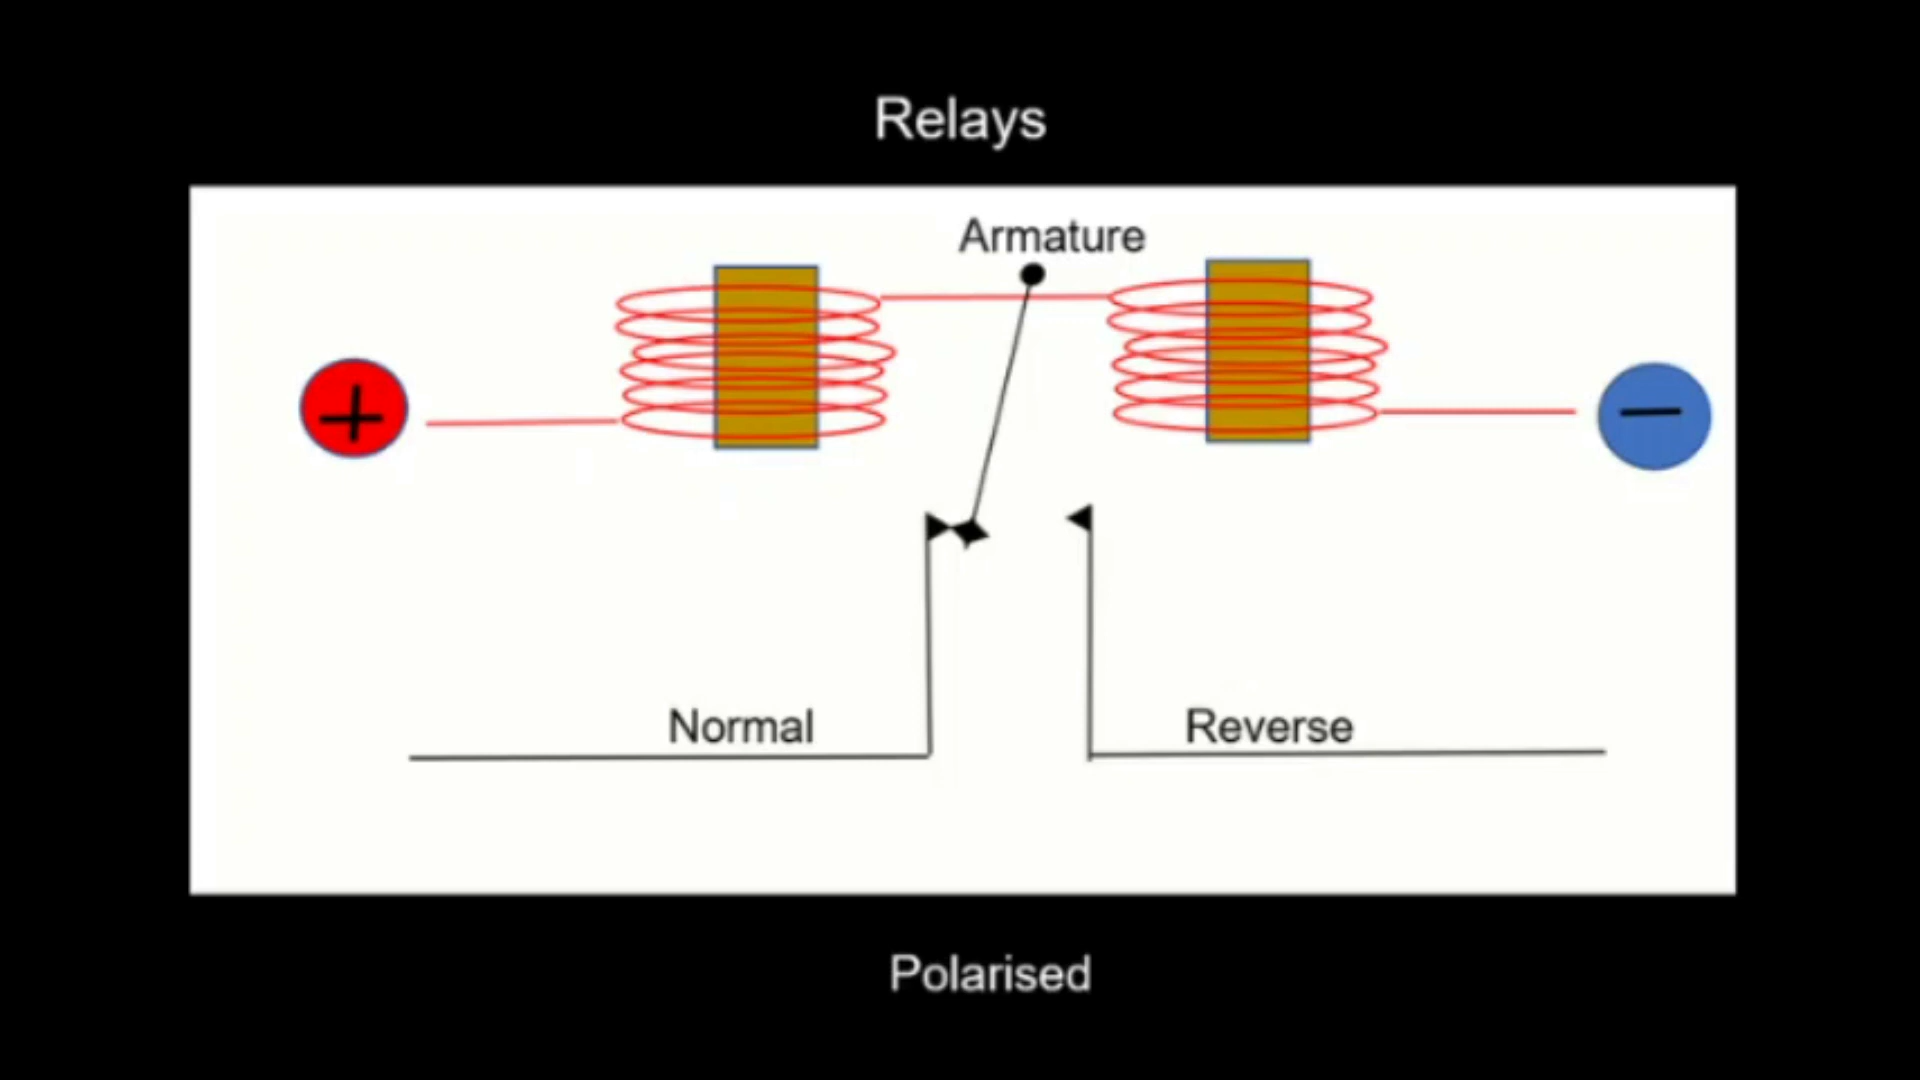 Relays
Armature
+
−
Normal
Reverse
Polarised